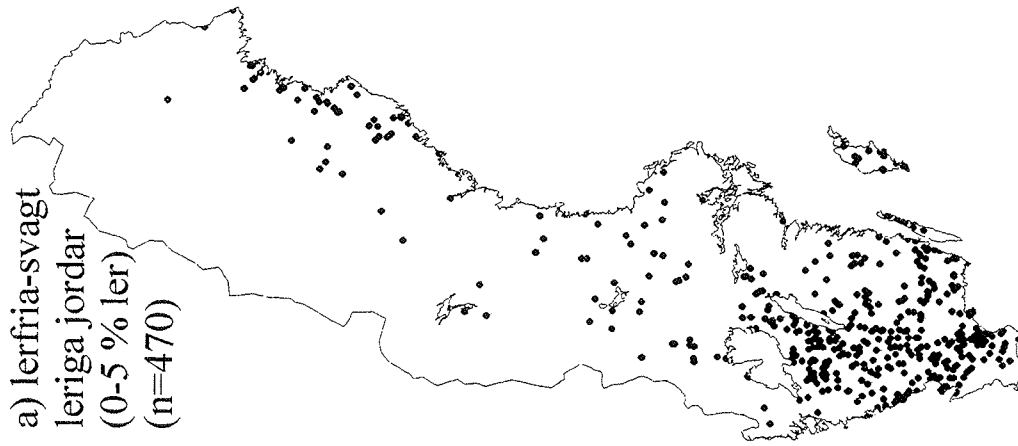 a) lerfria-svagt
leriga jordar
(0-5 % ler)
(n=470)